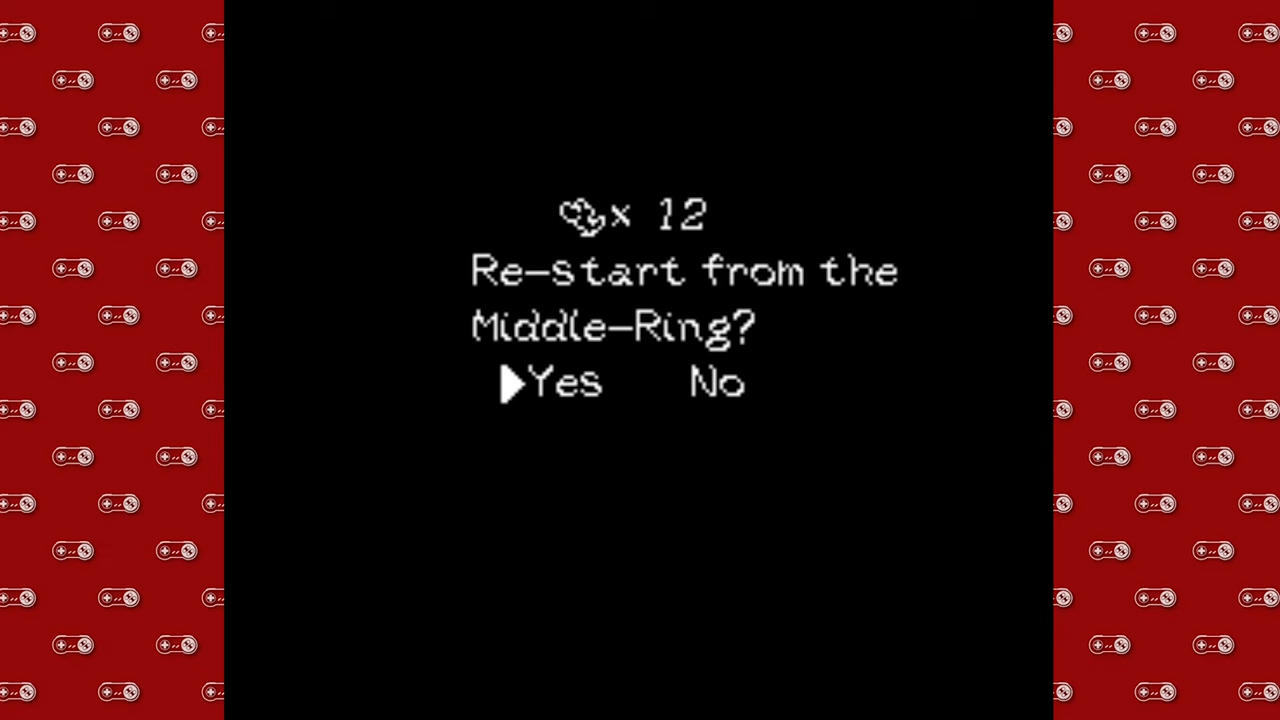 x 12
Re-start from the
Middle-Ring?
Yes No